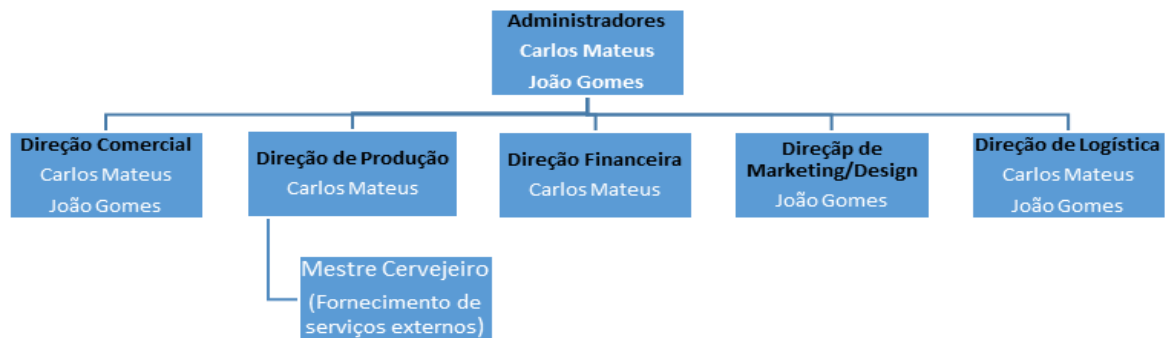 Administradores
Carlos Mateus
João Gomes
Direção Comercial
Carlos Mateus
João Gomes
Direção de Produção
Carlos Mateus
Direção Financeira
Carlos Mateus
Direçãp de
Marketing/Design
João Gomes
Direção de Logística
Carlos Mateus
João Gomes
Mestre Cervejeiro
(Fornecimento de
serviços externos)